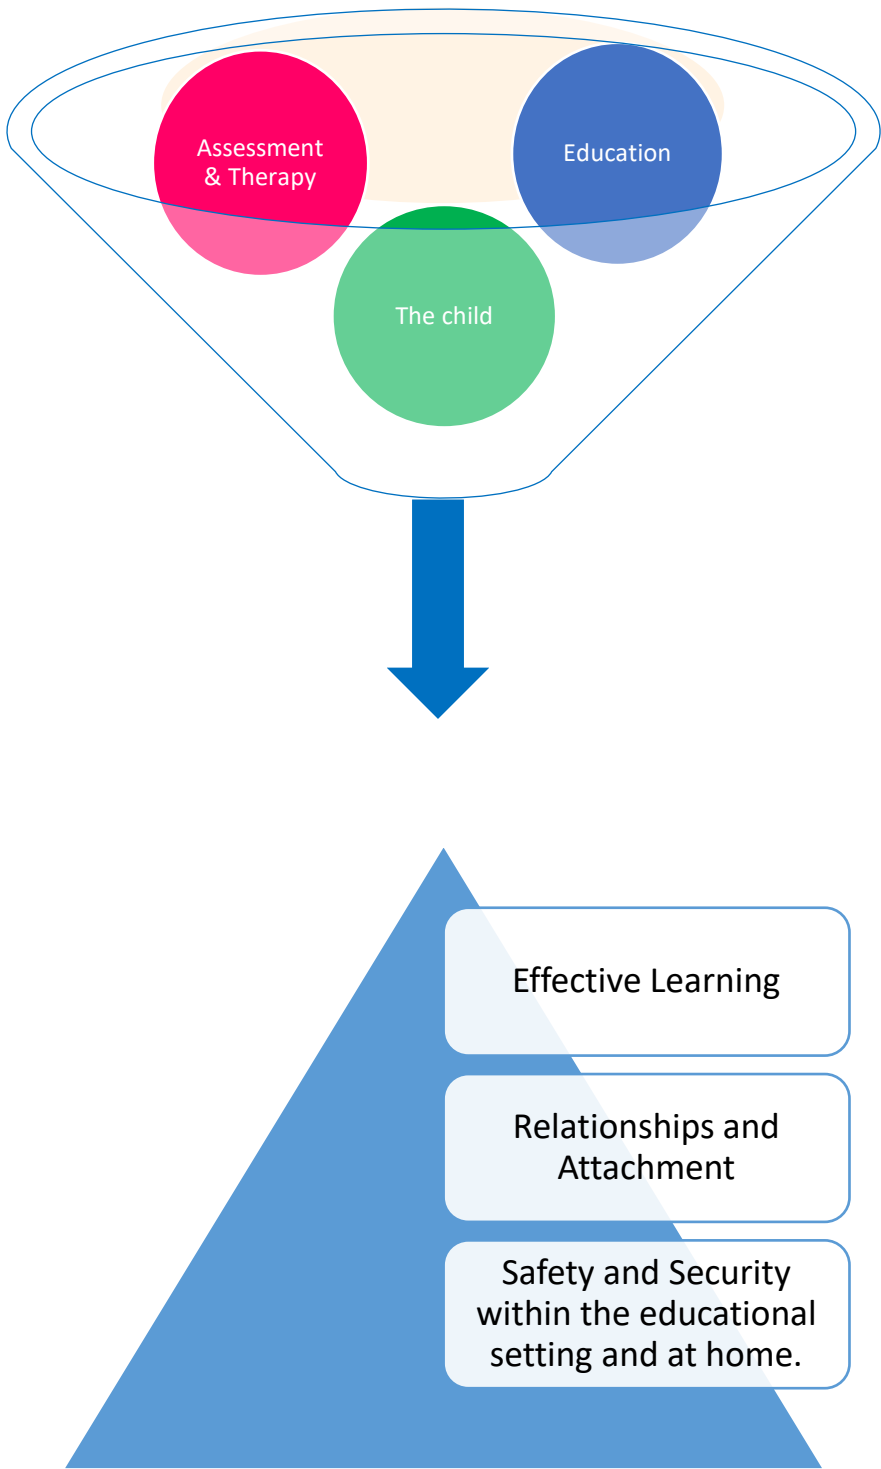 Assessment
& Therapy
Education
The child
Effective Learning
Relationships and
Attachment
Safety and Security
within the educational
setting and at home.